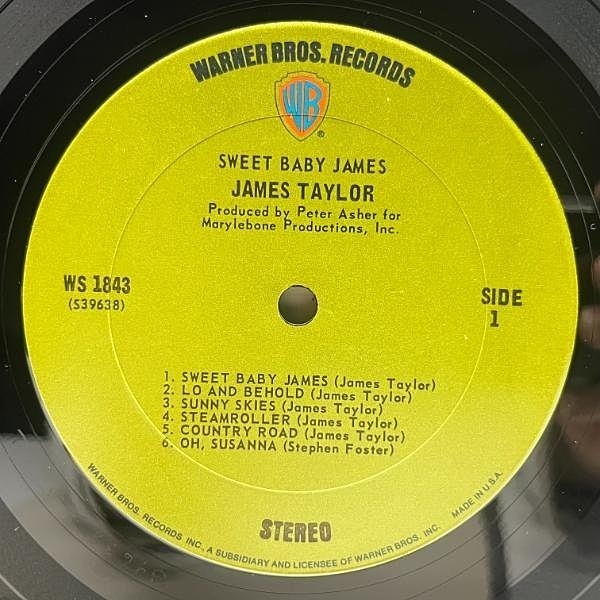 WARNER BROS. RECORDS
WB
®
SWEET BABY JAMES
JAMES TAYLOR
Produced by Peter Asher for
Marylebone Productions, Inc.
WS 1843
(S39638)
SIDE
1
1. SWEET BABY JAMES (James Taylor)
2. LO AND BEHOLD (James Taylor)
3. SUNNY SKIES (James Taylor)
4. STEAMROLLER (James Taylor)
5. COUNTRY ROAD (James Taylor)
6. OH, SUSANNA (Stephen Foster)
STEREO
WARNER BROS. RECORDS INC. A SUBSIDIARY AND LICENSEE OF WARNER BROS. INC. MADE IN U.S.A.